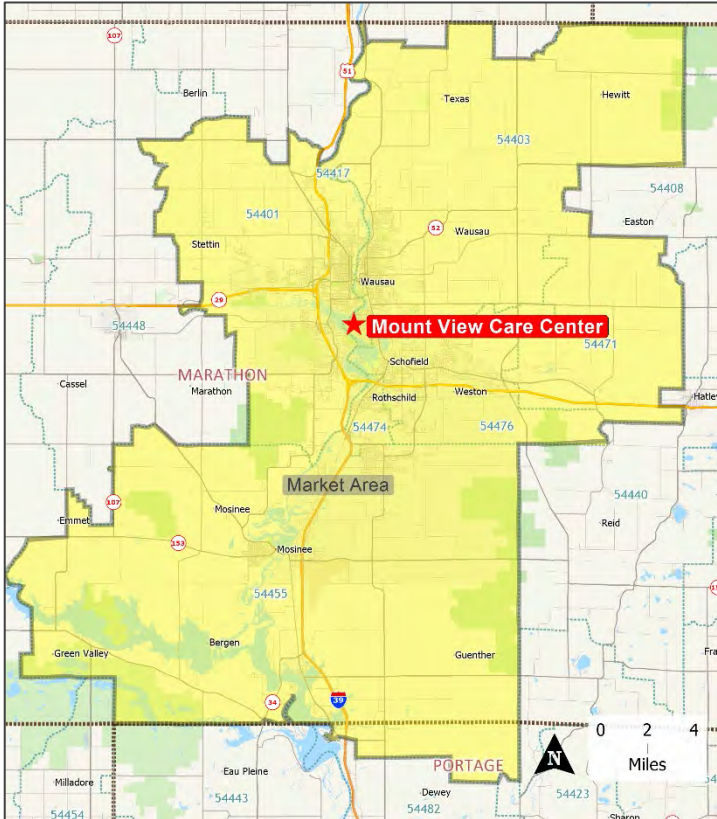 107
51
Berlin
Texas
Hewitt
54403
54417
54408
54401
52
Easton
Stettin
Wausau
Wausau
29
54448
Mount View Care Center
54471
Schofield
MARATHON
Cassel
Marathon
Rothschild
Weston
Hatley
54474
54476
Market Area
107
Mosinee
54440
Emmet
Reid
153
Mosinee
54455
Bergen
Green Valley
Guenther
34
39
0 2 4
N
Miles
PORTAGE
Eau Pleine
Milladore
54443
Dewey
54423
54454
54482
Sharon